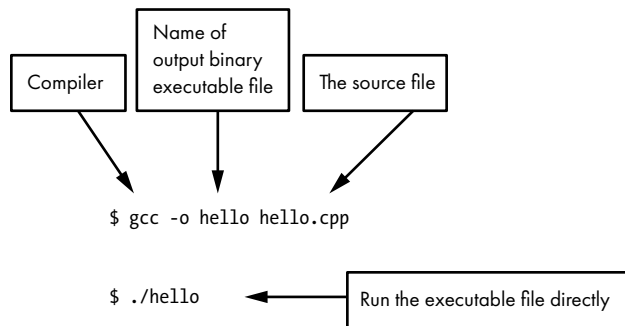 Name of
output binary
executable file
Compiler
The source file
$ gcc -o hello hello.cpp
$ ./hello
Run the executable file directly